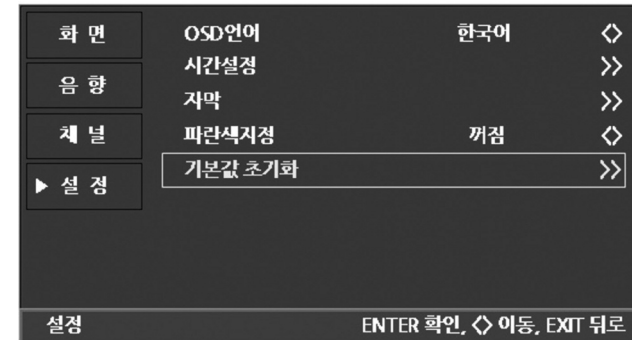 화 면
음 향
채 널
▶ 설 정
OSD언어 한국어 <>
시간설정 >>
자막 >>
파란색지정 꺼짐 <>
기본값 초기화 >>
설정 ENTER 확인, <> 이동, EXIT 뒤로